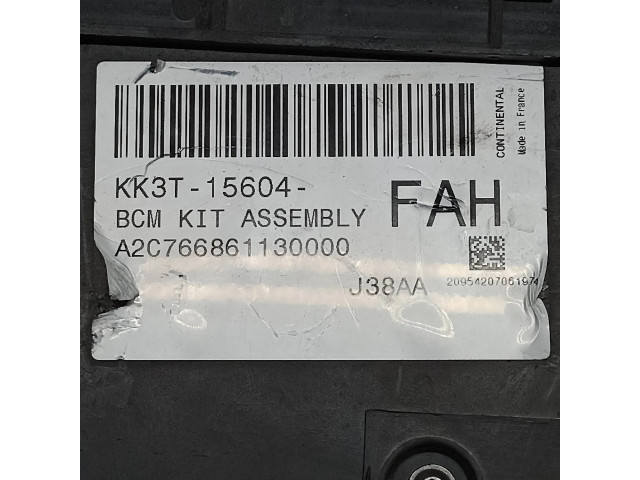 KK3T-15604-
FAH
BCM KIT ASSEMBLY
A2C766861130000
J38AA
2095420706197
CONTINENTAL
Made in France